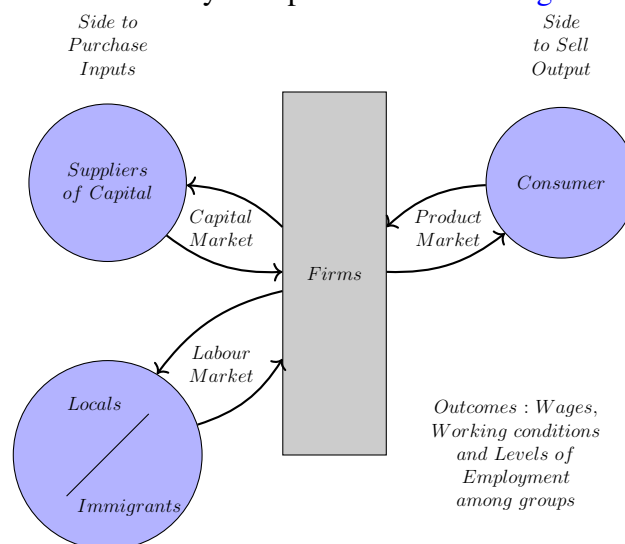 Side to
Purchase
Inputs
Side
to Sell
Output
Suppliers
of Capital
Capital
Market
Product
Market
Consumer
Firms
Labour
Market
Locals
Immigrants
Outcomes : Wages,
Working conditions
and Levels of
Employment
among groups